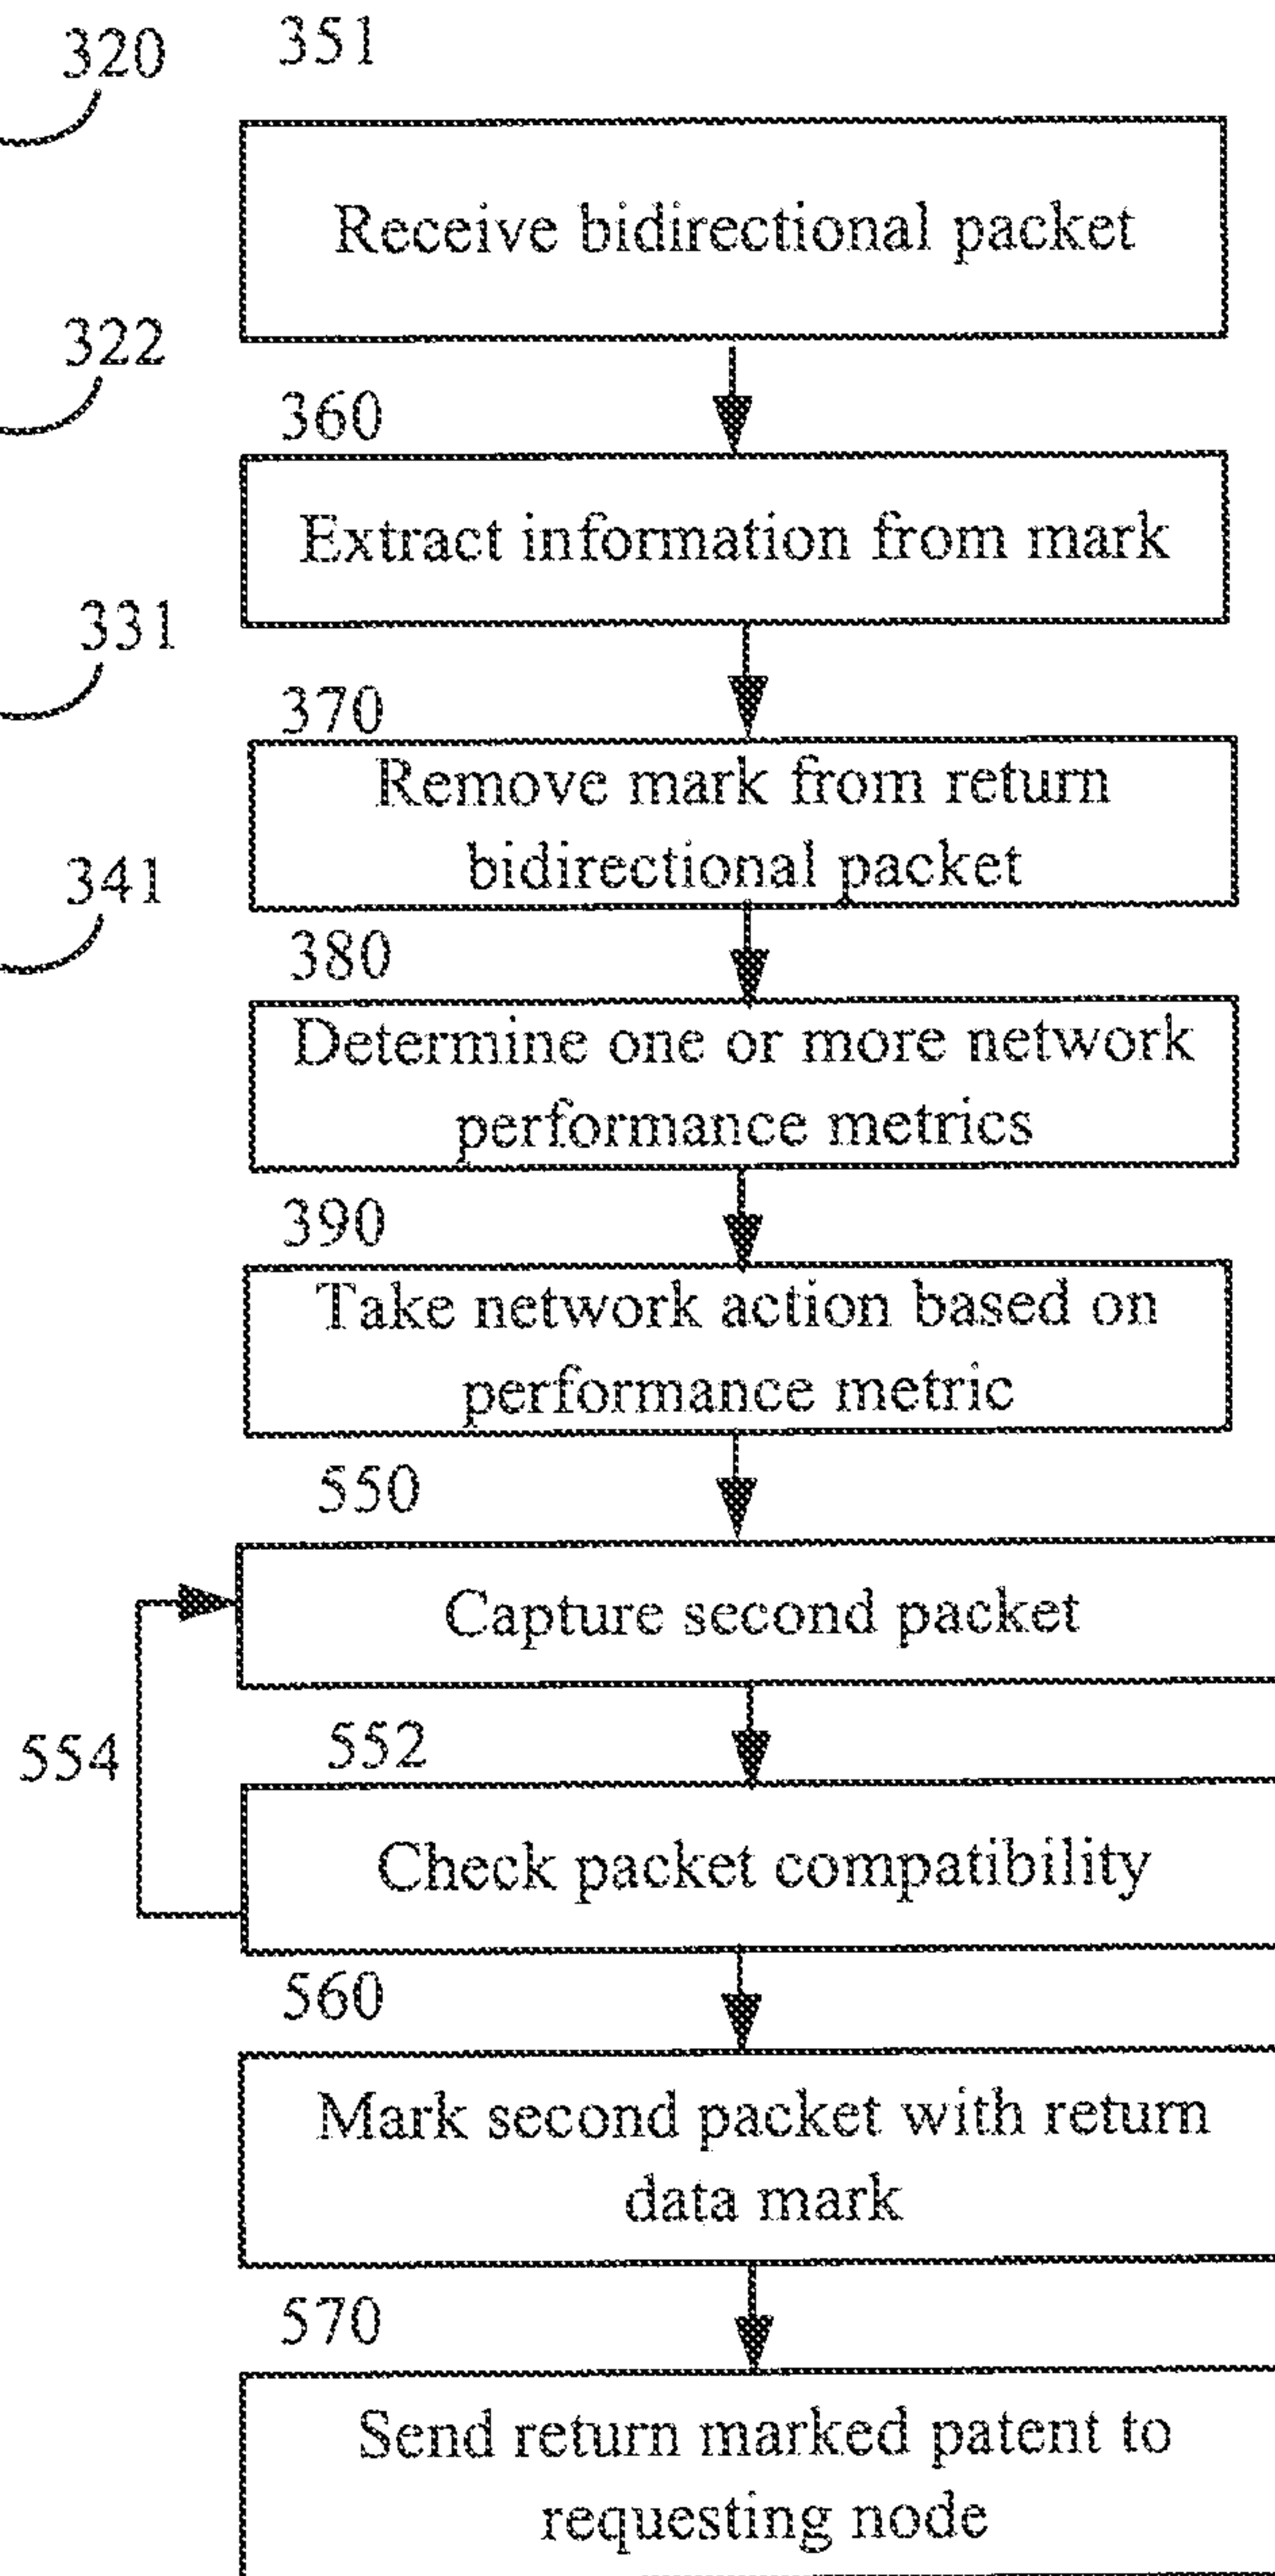 320
351
Receive bidirectional packet
322
360
Extract information from mark
331
370
Remove mark from return
bidirectional packet
341
380
Determine one or more network
performance metrics
390
Take network action based on
performance metric
550
Capture second packet
554
552
Check packet compatibility
560
Mark second packet with return
data mark
570
Send return marked patent to
requesting node